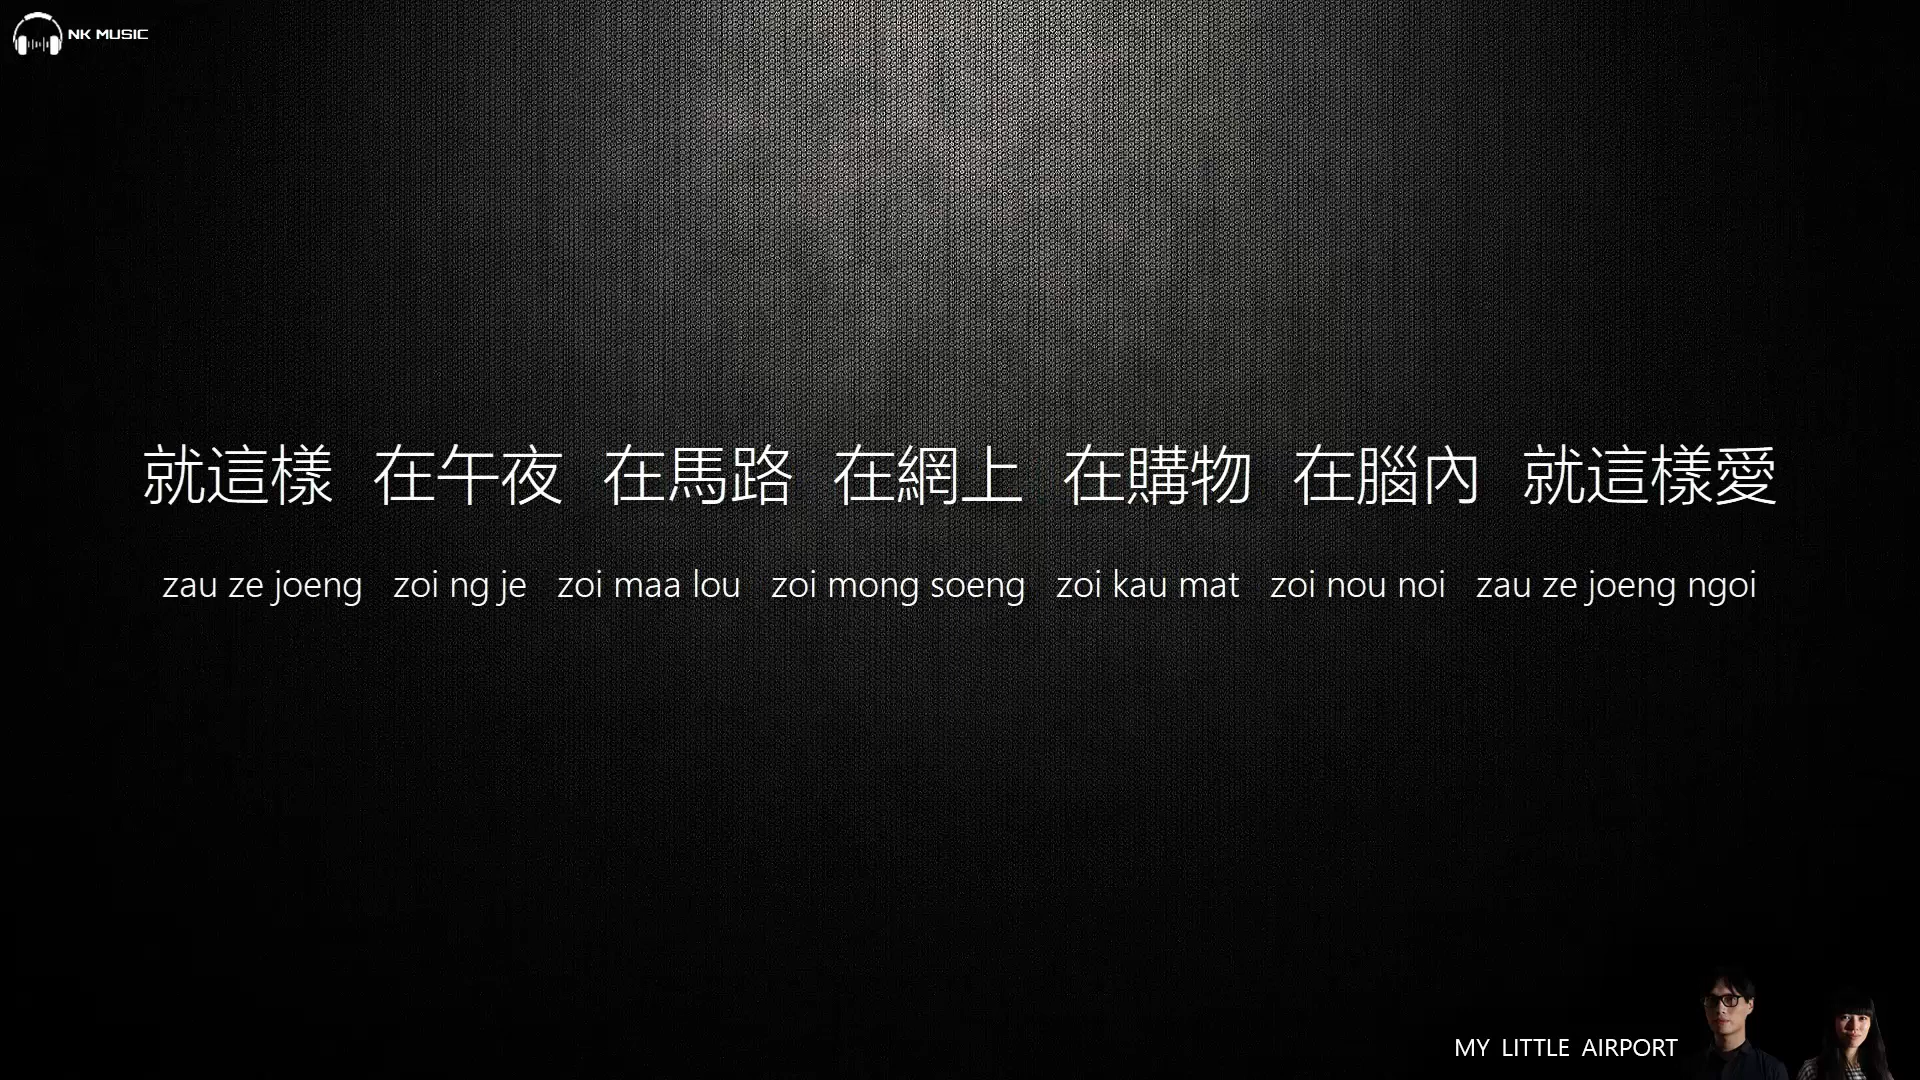 NK MUSIC
就這樣 在午夜 在馬路 在網上 在購物 在腦內 就這樣愛
zau ze joeng zoi ng je zoi maa lou zoi mong soeng zoi kau mat zoi nou noi zau ze joeng ngoi
MY LITTLE AIRPORT